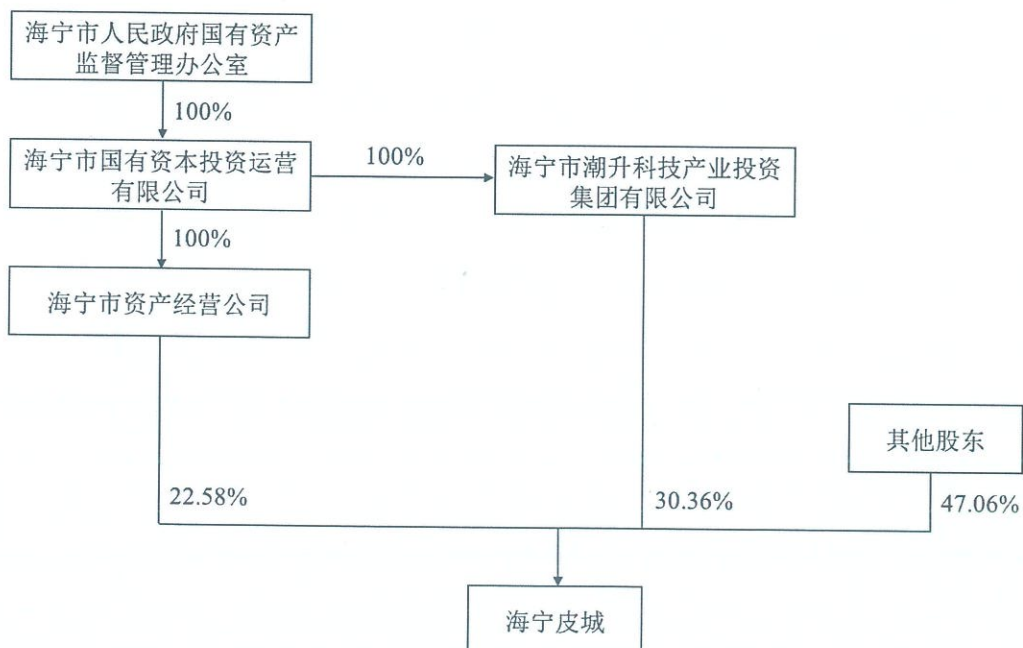 海宁市人民政府国有资产
监督管理办公室
100%
海宁市国有资本投资运营
有限公司
100%
海宁市潮升科技产业投资
集团有限公司
100%
海宁市资产经营公司
其他股东
22.58%
30.36%
47.06%
海宁皮城